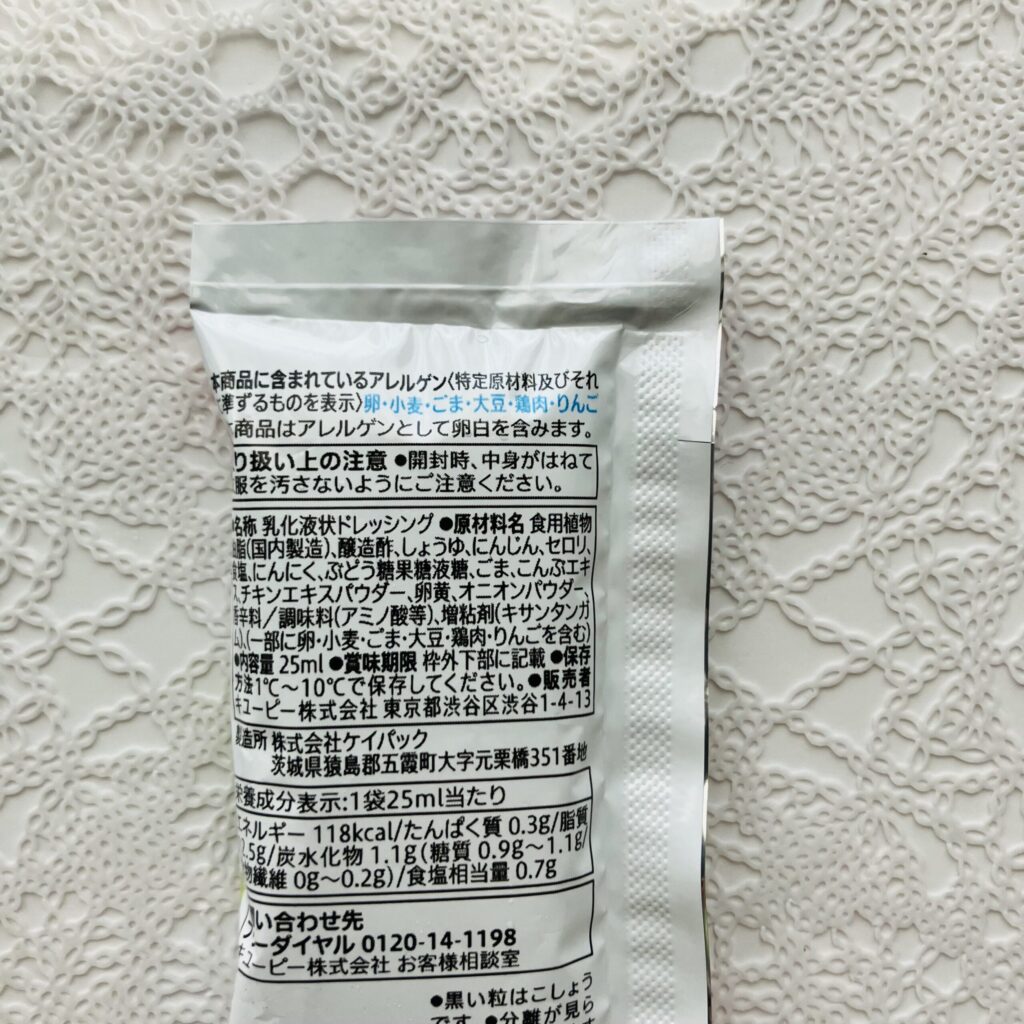 本商品に含まれているアレルゲン〈特定原材料及びそれ
準ずるものを表示〉卵・小麦・ごま・大豆・鶏肉・りんご
商品はアレルゲンとして卵白を含みます。
り扱い上の注意 ●開封時、中身がはねて
服を汚さないようにご注意ください。
名称 乳化液状ドレッシング ●原材料名 食用植物
油脂(国内製造)、醸造酢、しょうゆ、にんじん、セロリ、
食塩、にんにく、ぶどう糖果糖液糖、ごま、こんぶエキ
ス、チキンエキスパウダー、卵黄、オニオンパウダー、
香辛料／調味料(アミノ酸等)、増粘剤(キサンタンガ
ム)、(一部に卵・小麦・ごま・大豆・鶏肉・りんごを含む)
●内容量 25ml ●賞味期限 枠外下部に記載 ●保存
方法1℃〜10℃で保存してください。●販売者
キユーピー株式会社 東京都渋谷区渋谷1-4-13
製造所 株式会社ケイパック
茨城県猿島郡五霞町大字元栗橋351番地
栄養成分表示:1袋25ml当たり
エネルギー 118kcal/たんぱく質 0.3g/脂質
2.5g/炭水化物 1.1g(糖質 0.9g〜1.1g/
物繊維 0g〜0.2g)/食塩相当量 0.7g
い合わせ先
ーダイヤル 0120-14-1198
キユーピー株式会社 お客様相談室
●黒い粒はこしょう
です。●分離が見ら